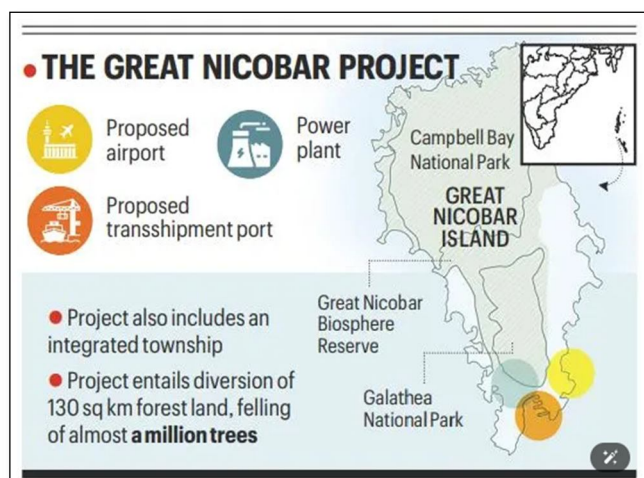 THE GREAT NICOBAR PROJECT
Proposed
airport
Power
plant
Proposed
transshipment port
Campbell Bay
National Park
GREAT
NICOBAR
ISLAND
Great Nicobar
Biosphere
Reserve
Galathea
National Park
● Project also includes an
integrated township
● Project entails diversion of
130 sq km forest land, felling
of almost a million trees